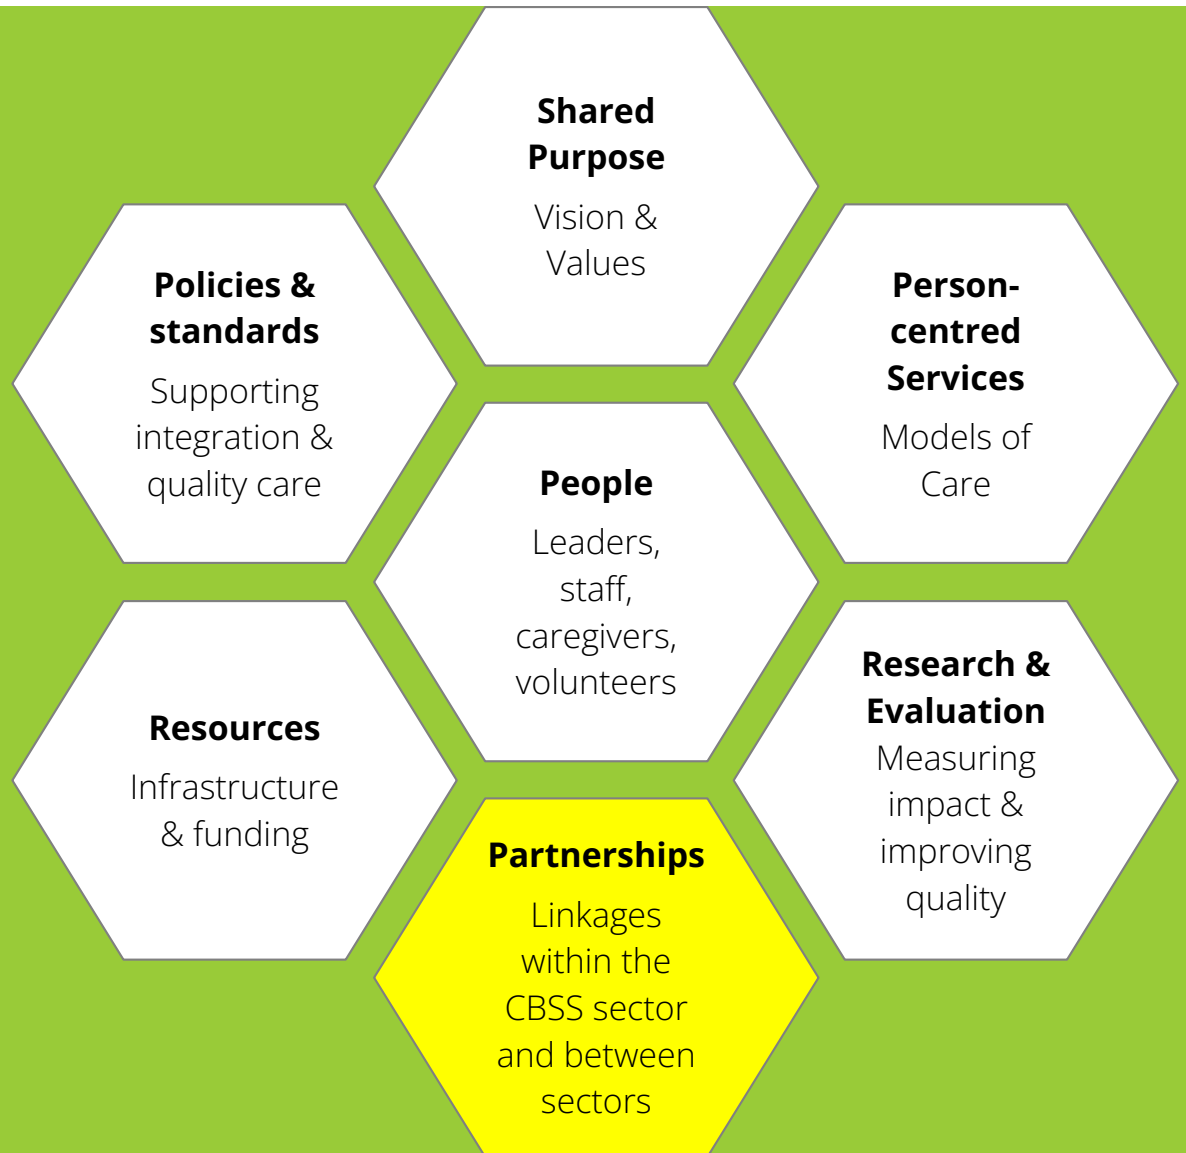 Shared
Purpose
Vision &
Values
Policies &
standards
Supporting
integration &
quality care
Person-
centred
Services
Models of
Care
People
Leaders,
staff,
caregivers,
volunteers
Resources
Infrastructure
& funding
Research &
Evaluation
Measuring
impact &
improving
quality
Partnerships
Linkages
within the
CBSS sector
and between
sectors